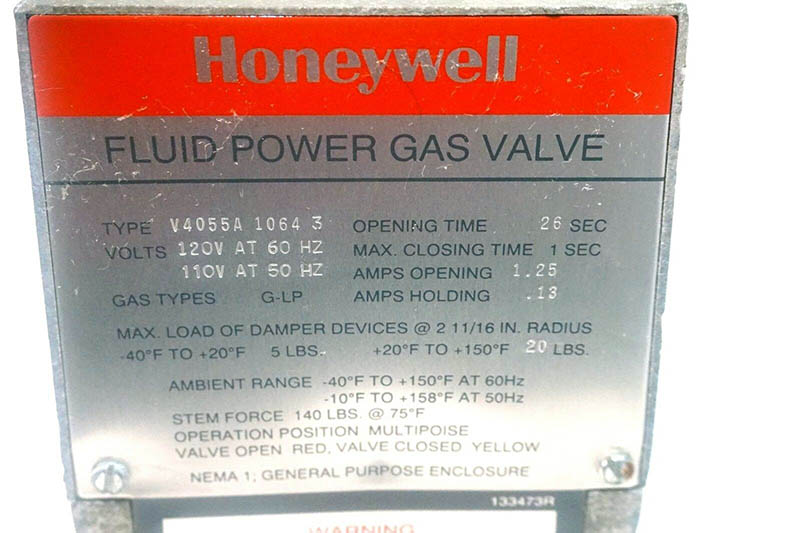 Honeywell
FLUID POWER GAS VALVE
TYPE V4055A 1064 3 OPENING TIME 26 SEC
VOLTS 120V AT 60 HZ MAX. CLOSING TIME 1 SEC
110V AT 50 HZ AMPS OPENING 1.25
GAS TYPES G-LP AMPS HOLDING .13
MAX. LOAD OF DAMPER DEVICES @ 2 11/16 IN. RADIUS
-40°F TO +20°F 5 LBS. +20°F TO +150°F 20 LBS.
AMBIENT RANGE -40°F TO +150°F AT 60Hz
-10°F TO +158°F AT 50Hz
STEM FORCE 140 LBS. @ 75°F
OPERATION POSITION MULTIPOISE
VALVE OPEN RED, VALVE CLOSED YELLOW
NEMA 1; GENERAL PURPOSE ENCLOSURE
133473R
WARNING